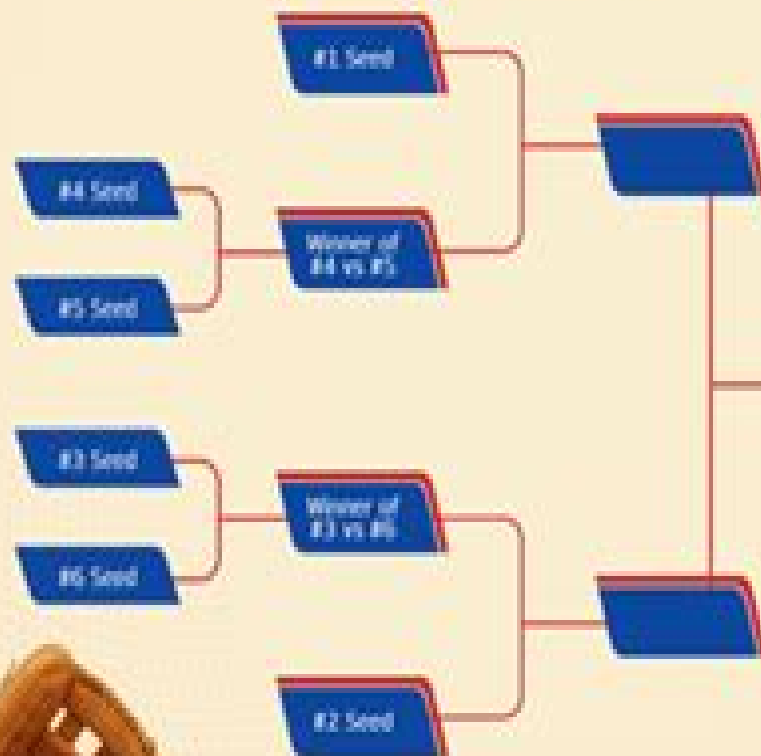 #1 Seed
#4 Seed
Winner of
#4 vs #5
#5 Seed
#3 Seed
Winner of
#3 vs #6
#6 Seed
#2 Seed